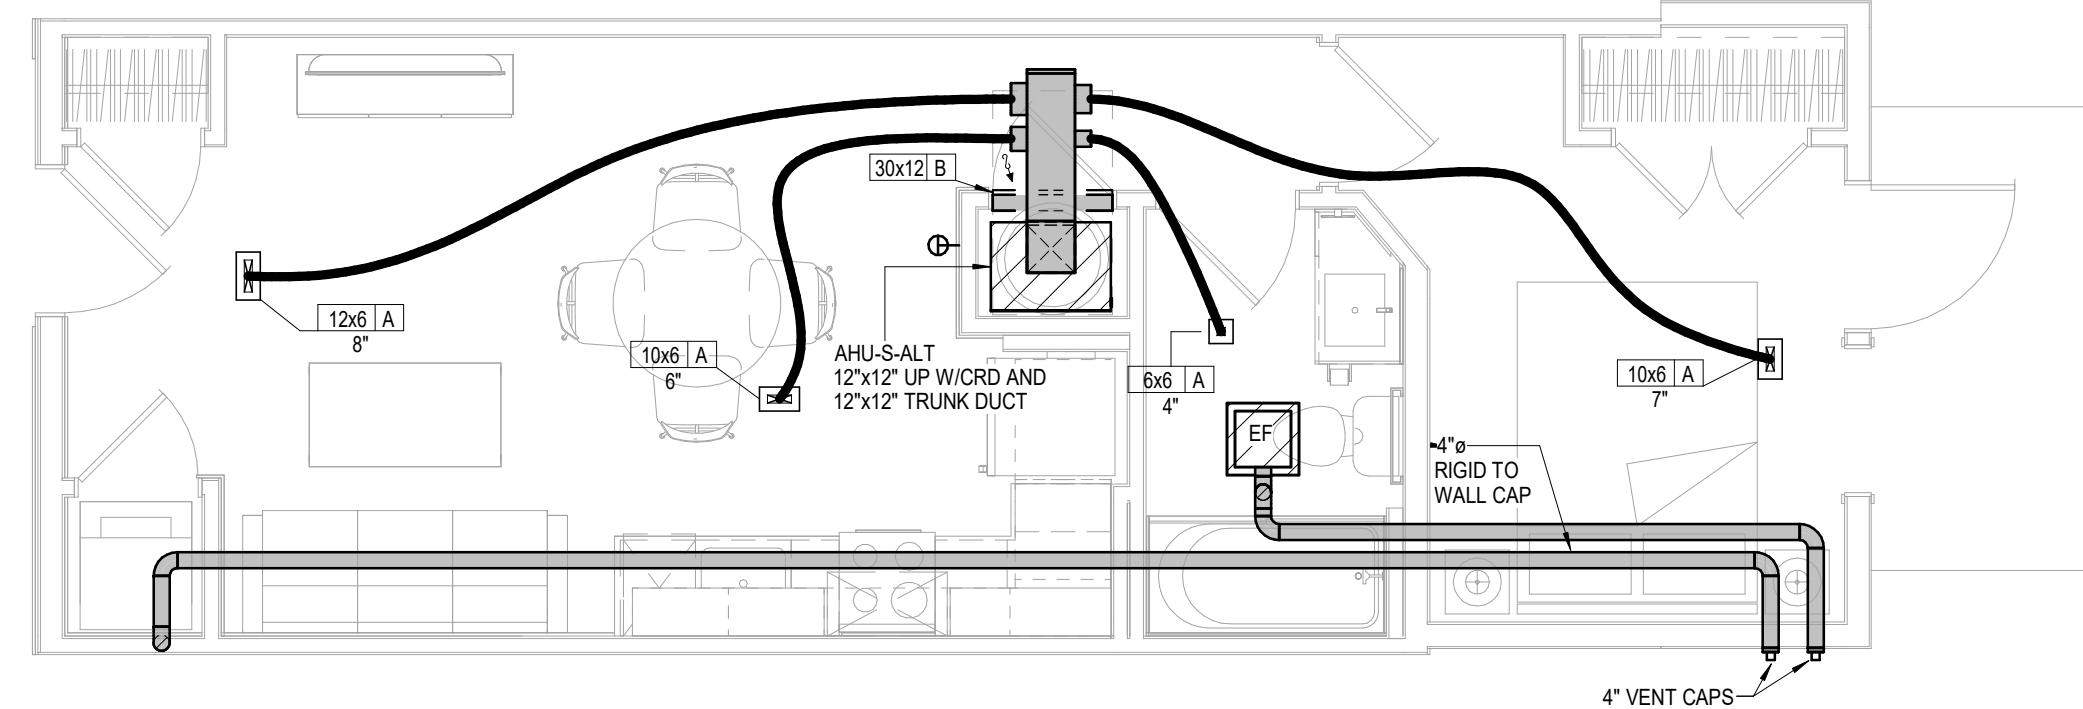 30x12 B
12x6 A
8"
10x6 A
6"
AHU-S-ALT
12"x12" UP W/CRD AND
12"x12" TRUNK DUCT
6x6 A
4"
10x6 A
7"
EF
4"ø
RIGID TO
WALL CAP
4" VENT CAPS